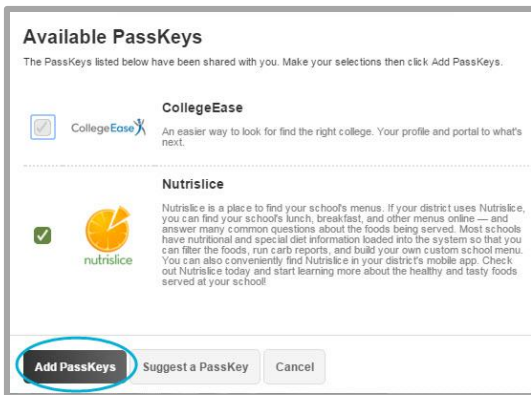 Available PassKeys
The PassKeys listed below have been shared with you. Make your selections then click Add PassKeys.
CollegeEase
CollegeEase
An easier way to look for find the right college. Your profile and portal to what's
next.
Nutrislice
Nutrislice is a place to find your school's menus. If your district uses Nutrislice,
you can find your school's lunch, breakfast, and other menus online — and
answer many common questions about the foods being served. Most schools
have nutritional and special diet information loaded into the system so that you
can filter the foods, run carb reports, and build your own custom school menu.
You can also conveniently find Nutrislice in your district's mobile app. Check
out Nutrislice today and start learning more about the healthy and tasty foods
served at your school!
nutrislice
Add PassKeys
Suggest a PassKey
Cancel